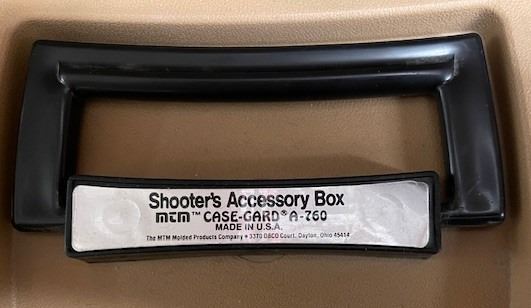 Shooter's Accessory Box
mtm™ CASE-GARD® A-760
MADE IN U.S.A.
The MTM Molded Products Company • 3370 OBCO Court, Dayton, Ohio 45414